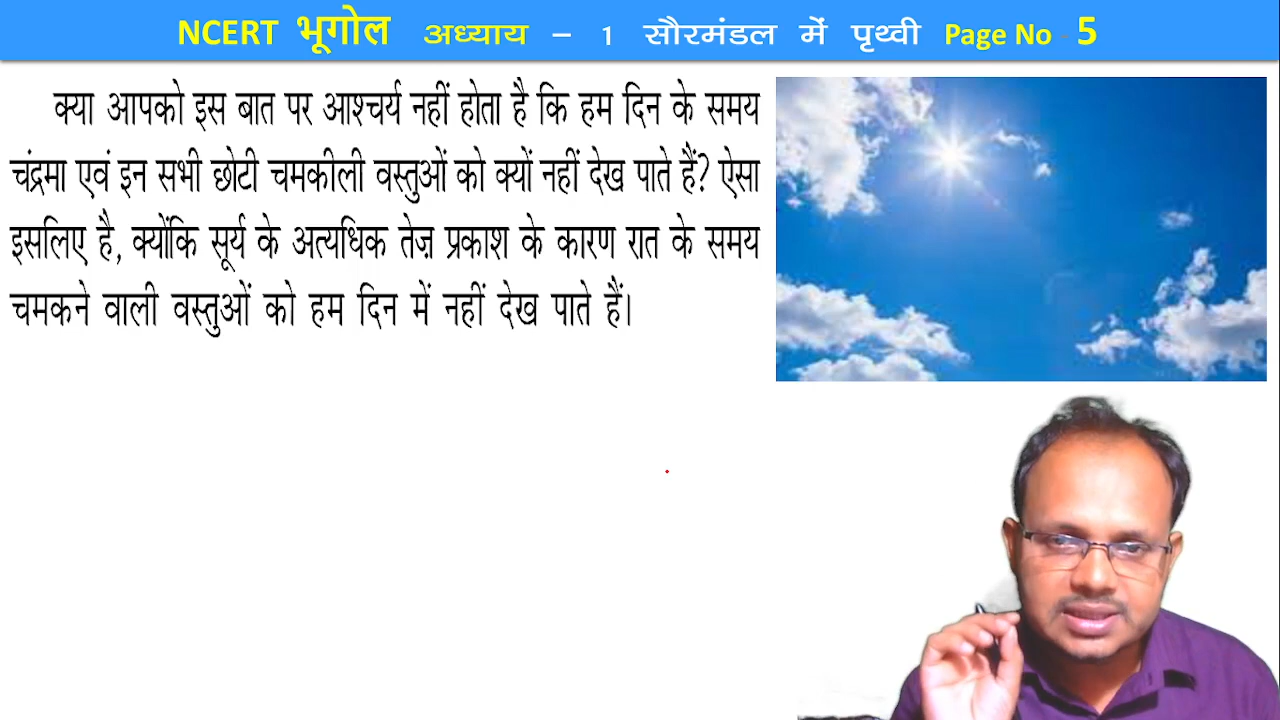 NCERT भूगोल अध्याय – 1 सौरमंडल में पृथ्वी Page No 5
क्या आपको इस बात पर आश्चर्य नहीं होता है कि हम दिन के समय
चंद्रमा एवं इन सभी छोटी चमकीली वस्तुओं को क्यों नहीं देख पाते हैं? ऐसा
इसलिए है, क्योंकि सूर्य के अत्यधिक तेज़ प्रकाश के कारण रात के समय
चमकने वाली वस्तुओं को हम दिन में नहीं देख पाते हैं।